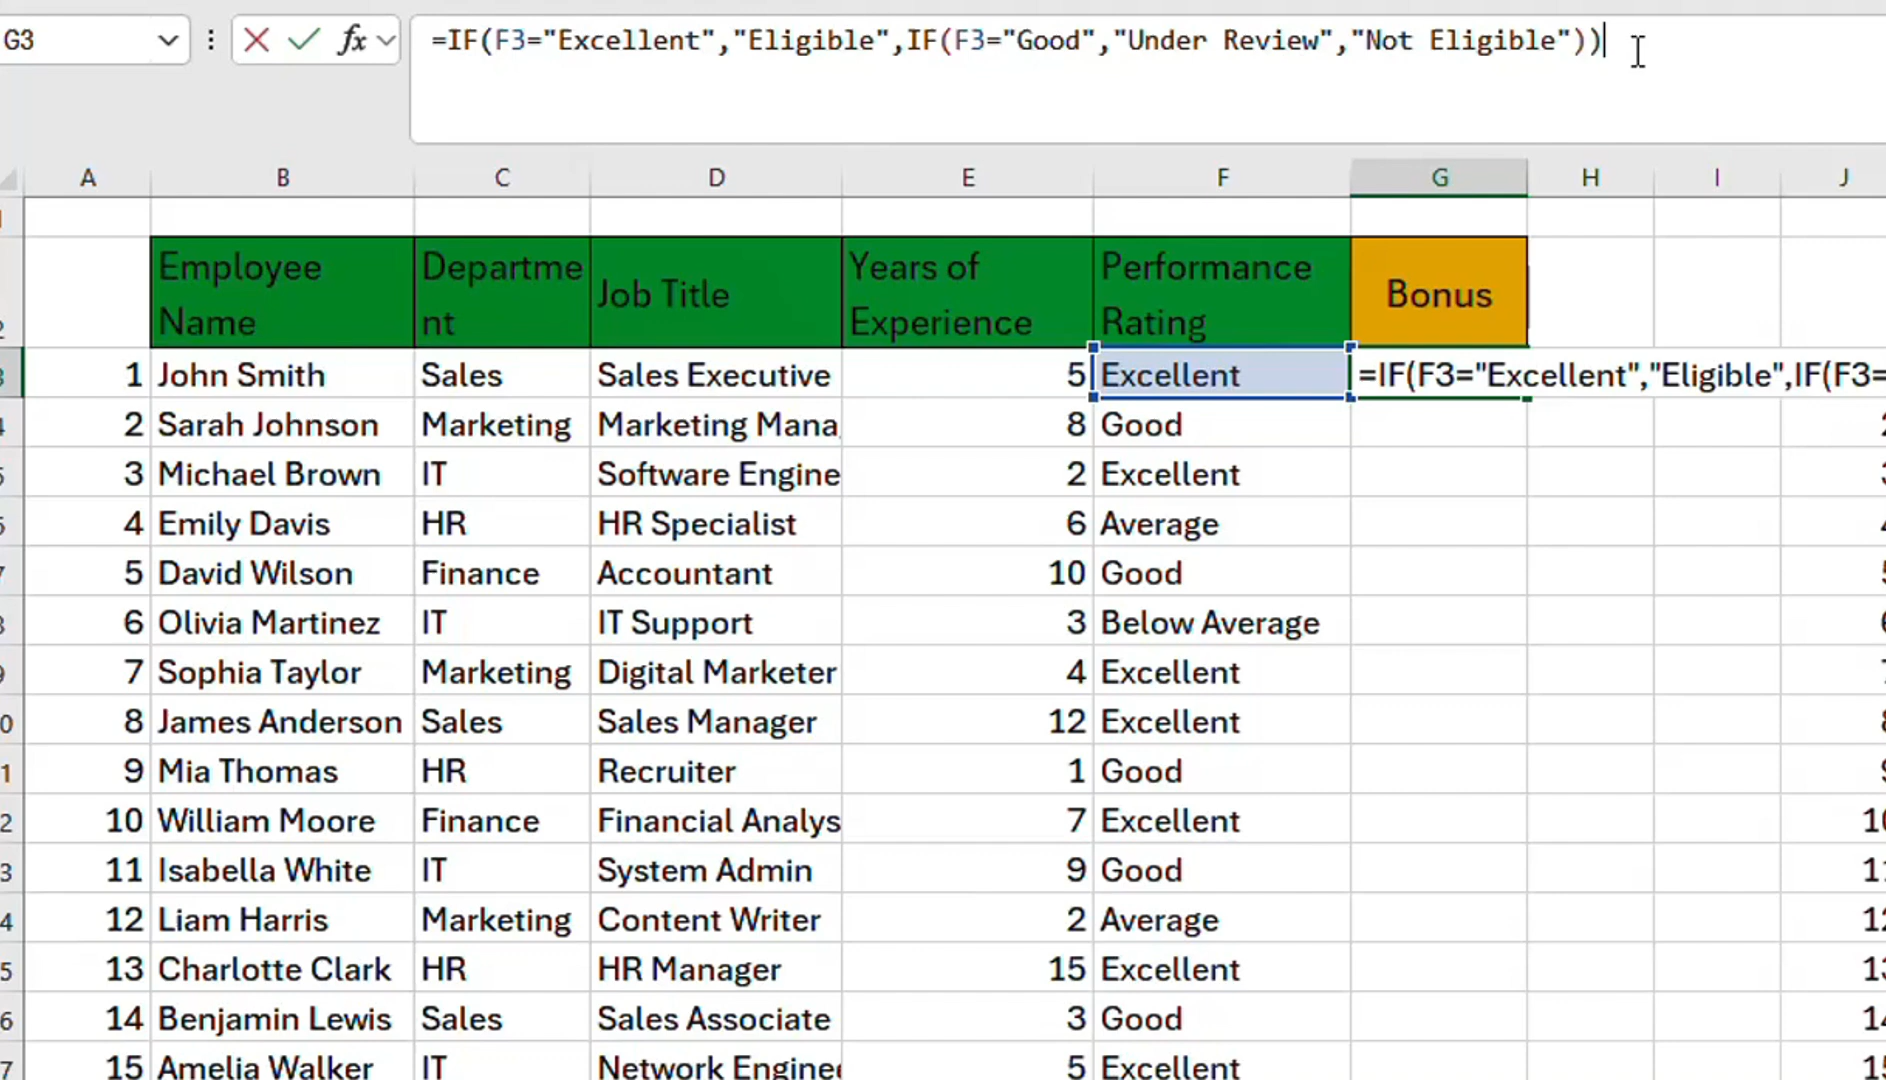 G3 fx =IF(F3="Excellent","Eligible",IF(F3="Good","Under Review","Not Eligible"))
A B C D E F G H I J
Employee Name Departme nt Job Title Years of Experience Performance Rating Bonus
1 John Smith Sales Sales Executive 5 Excellent =IF(F3="Excellent","Eligible",IF(F3=
2 Sarah Johnson Marketing Marketing Mana 8 Good
3 Michael Brown IT Software Engine 2 Excellent
4 Emily Davis HR HR Specialist 6 Average
5 David Wilson Finance Accountant 10 Good
6 Olivia Martinez IT IT Support 3 Below Average
7 Sophia Taylor Marketing Digital Marketer 4 Excellent
8 James Anderson Sales Sales Manager 12 Excellent
9 Mia Thomas HR Recruiter 1 Good
10 William Moore Finance Financial Analys 7 Excellent
11 Isabella White IT System Admin 9 Good
12 Liam Harris Marketing Content Writer 2 Average
13 Charlotte Clark HR HR Manager 15 Excellent
14 Benjamin Lewis Sales Sales Associate 3 Good
15 Amelia Walker IT Network Enginee 5 Excellent